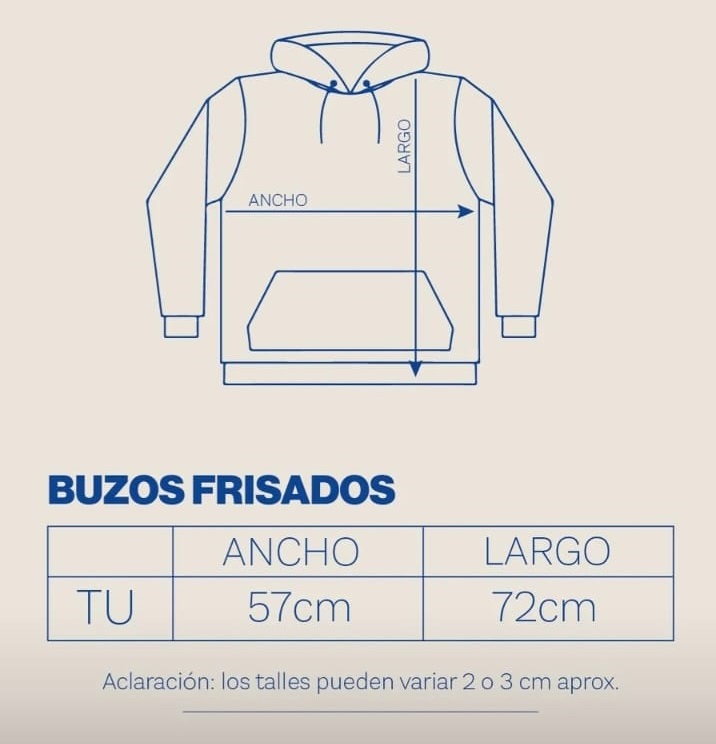 LARGO
ANCHO
BUZOS FRISADOS
ANCHO LARGO
TU 57cm 72cm
Aclaración: los talles pueden variar 2 o 3 cm aprox.